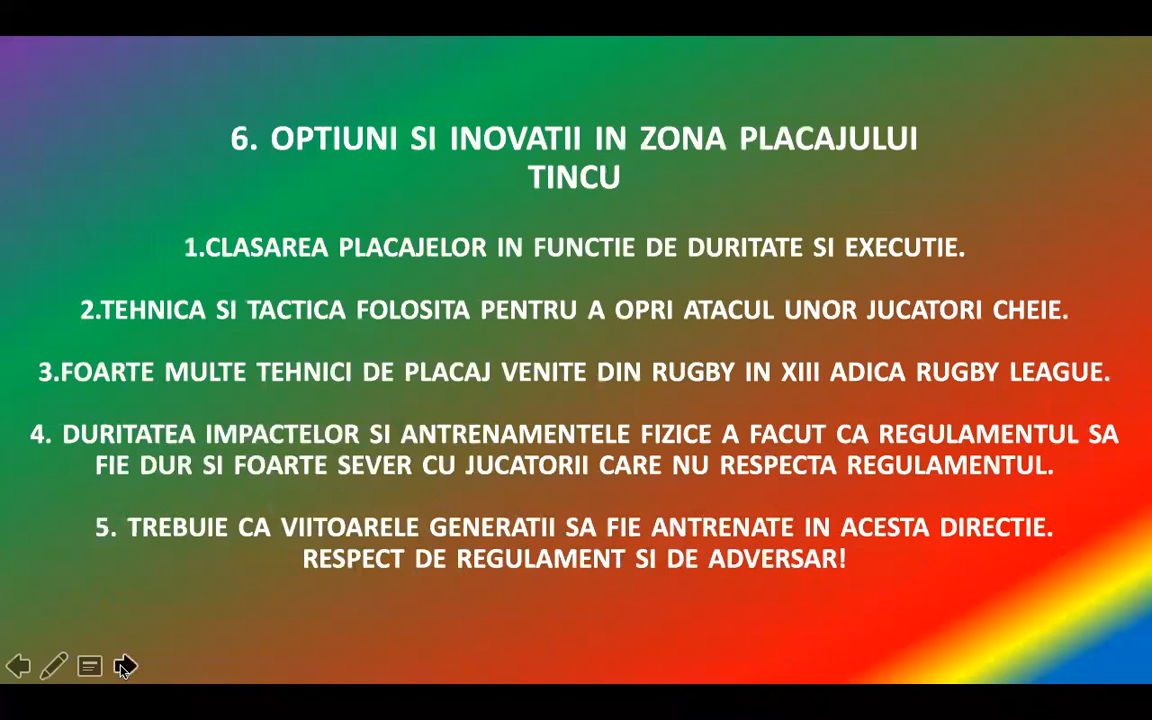 6. OPTIUNI SI INOVATII IN ZONA PLACAJULUI
TINCU
1.CLASAREA PLACAJELOR IN FUNCTIE DE DURITATE SI EXECUTIE.
2.TEHNICA SI TACTICA FOLOSITA PENTRU A OPRI ATACUL UNOR JUCATORI CHEIE.
3.FOARTE MULTE TEHNICI DE PLACAJ VENITE DIN RUGBY IN XIII ADICA RUGBY LEAGUE.
4. DURITATEA IMPACTELOR SI ANTRENAMENTELE FIZICE A FACUT CA REGULAMENTUL SA
FIE DUR SI FOARTE SEVER CU JUCATORII CARE NU RESPECTA REGULAMENTUL.
5. TREBUIE CA VIITOARELE GENERATII SA FIE ANTRENATE IN ACESTA DIRECTIE.
RESPECT DE REGULAMENT SI DE ADVERSAR!